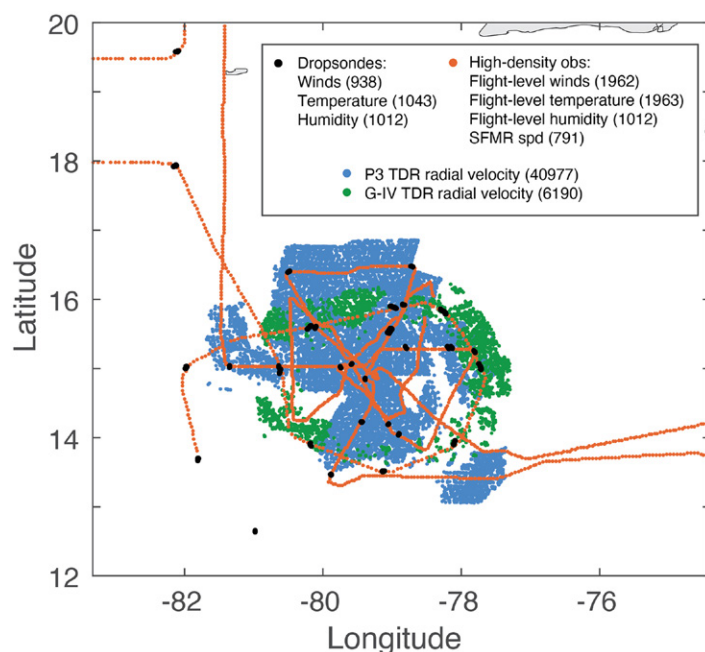 20
18
16
14
12
Latitude
Dropsondes:
Winds (938)
Temperature (1043)
Humidity (1012)
High-density obs:
Flight-level winds (1962)
Flight-level temperature (1963)
Flight-level humidity (1012)
SFMR spd (791)
P3 TDR radial velocity (40977)
G-IV TDR radial velocity (6190)
-82
-80
-78
-76
Longitude